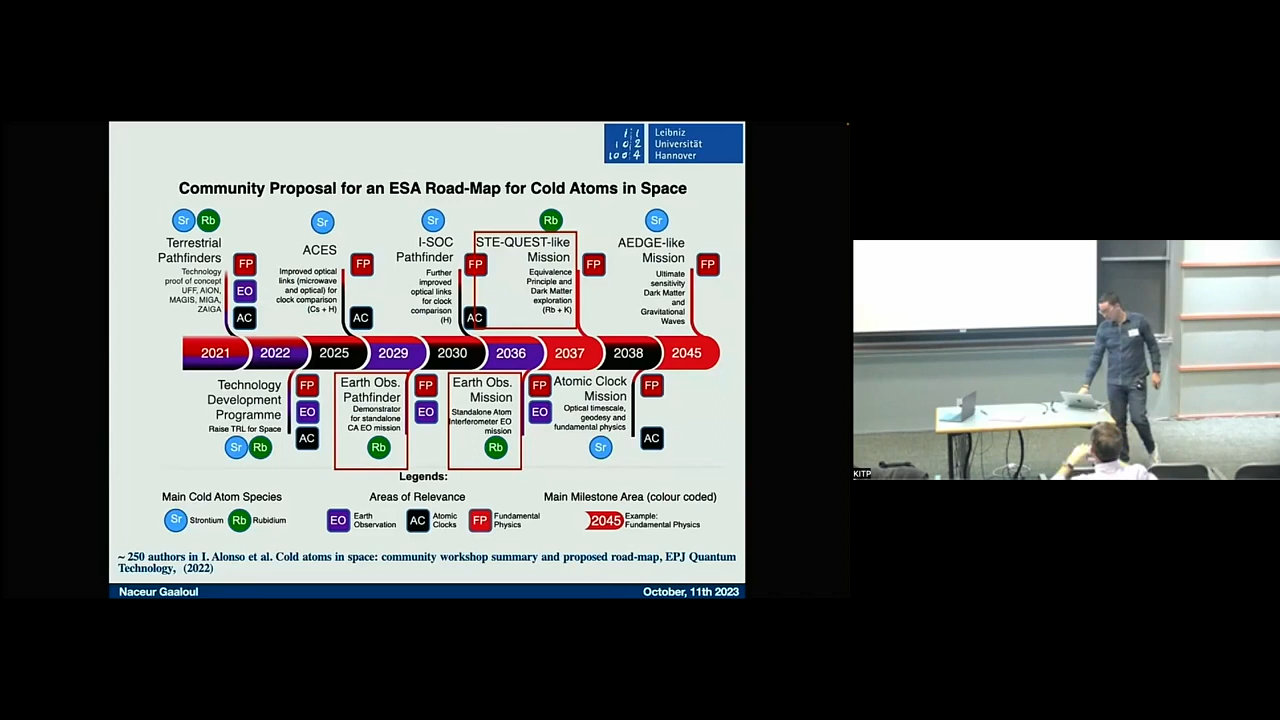 Leibniz
Universität
Hannover
Community Proposal for an ESA Road-Map for Cold Atoms in Space
Sr
Rb
Terrestrial
Pathfinders
Technology
proof of concept
UFF, AION,
MAGIS, MIGA,
ZAIGA
FP
EO
AC
Sr
ACES
Improved optical
links (microwave
and optical) for
clock comparison
(Cs + H)
FP
AC
Sr
I-SOC
Pathfinder
Further
improved
optical links
for clock
comparison
(H)
FP
AC
Rb
STE-QUEST-like
Mission
Equivalence
Principle and
Dark Matter
exploration
(Rb + K)
FP
Sr
AEDGE-like
Mission
Ultimate
sensitivity
Dark Matter
and
Gravitational
Waves
FP
2021
2022
2025
2029
2030
2036
2037
2038
2045
Technology
Development
Programme
Raise TRL for Space
Sr
Rb
FP
EO
AC
Earth Obs.
Pathfinder
Demonstrator
for standalone
CA EO mission
Rb
FP
EO
Earth Obs.
Mission
Standalone Atom
Interferometer EO
mission
Rb
FP
EO
Atomic Clock
Mission
Optical timescale,
geodesy and
fundamental physics
Sr
FP
AC
Legends:
Main Cold Atom Species
Sr Strontium
Rb Rubidium
Areas of Relevance
EO Earth
Observation
AC Atomic
Clocks
FP Fundamental
Physics
Main Milestone Area (colour coded)
2045 Example:
Fundamental Physics
~ 250 authors in I. Alonso et al. Cold atoms in space: community workshop summary and proposed road-map, EPJ Quantum
Technology, (2022)
Naceur Gaaloul
October, 11th 2023
KITP